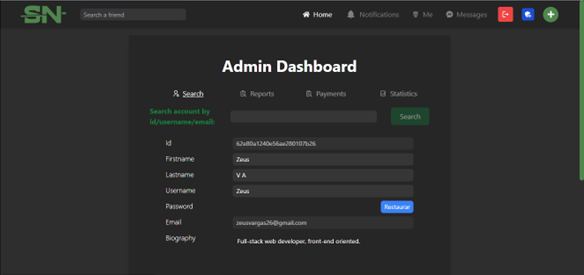 SN
Search a friend
Home
Notifications
Me
Messages
Admin Dashboard
Search
Reports
Payments
Statistics
Search account by
id/username/email:
Search
Id
Firstname
Zeus
Lastname
V A
Username
Zeus
Password
Restaurar
Email
zeusvargas26@gmail.com
Biography
Full-stack web developer, front-end oriented.